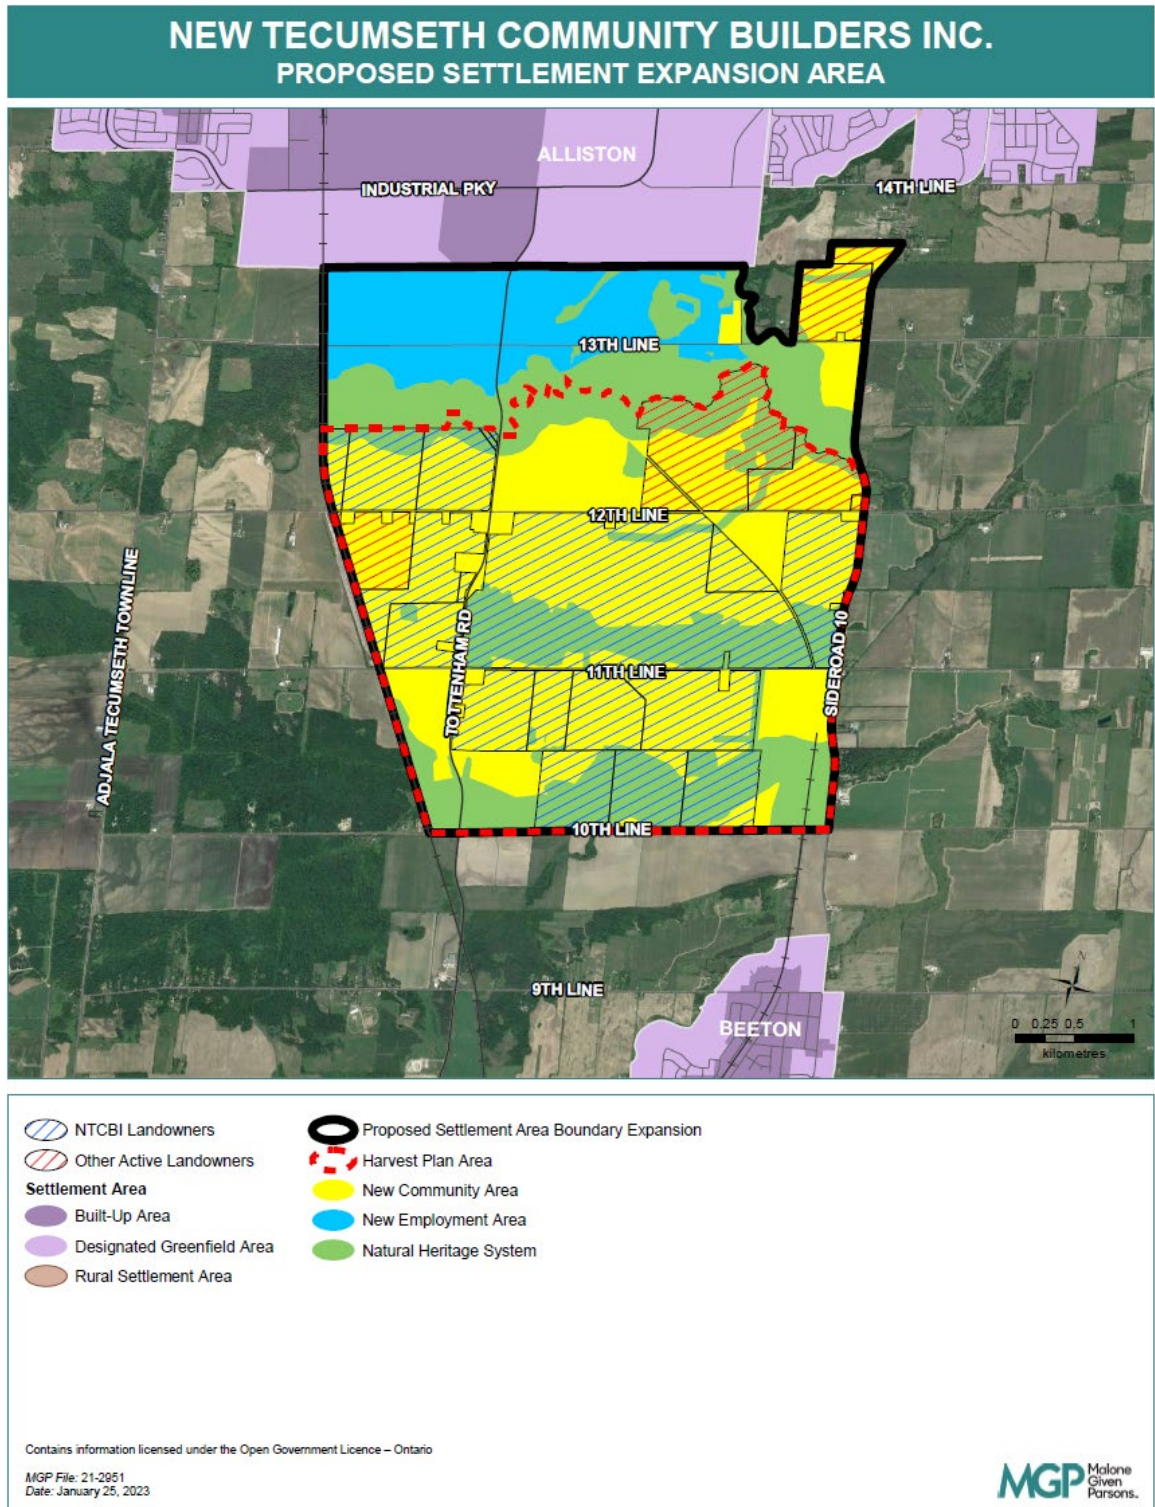 NEW TECUMSETH COMMUNITY BUILDERS INC.
PROPOSED SETTLEMENT EXPANSION AREA
ALLISTON
INDUSTRIAL PKY
14TH LINE
13TH LINE
12TH LINE
ADJALA TECUMSETH TOWNLINE
TOTTENHAM RD
11TH LINE
SIDEROAD 10
10TH LINE
9TH LINE
BEETON
N
0 0.25 0.5 1
kilometres
NTCBI Landowners
Other Active Landowners
Settlement Area
Built-Up Area
Designated Greenfield Area
Rural Settlement Area
Proposed Settlement Area Boundary Expansion
Harvest Plan Area
New Community Area
New Employment Area
Natural Heritage System
Contains information licensed under the Open Government Licence – Ontario
MGP File: 21-2951
Date: January 25, 2023
MGP
Malone
Given
Parsons.